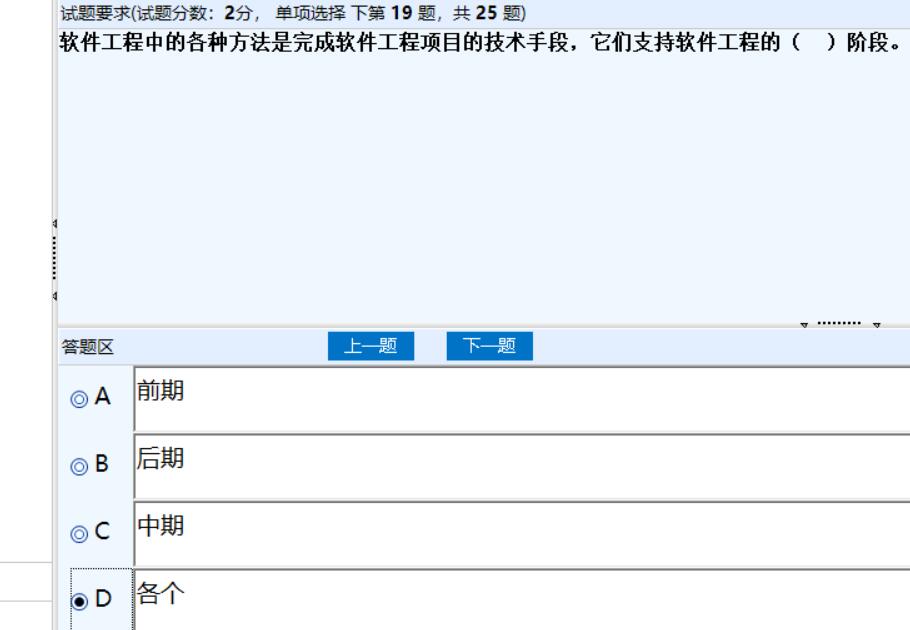 试题要求(试题分数：2分， 单项选择 下第 19 题，共 25 题)
软件工程中的各种方法是完成软件工程项目的技术手段，它们支持软件工程的（　）阶段。
答题区 上一题 下一题
A 前期
B 后期
C 中期
D 各个